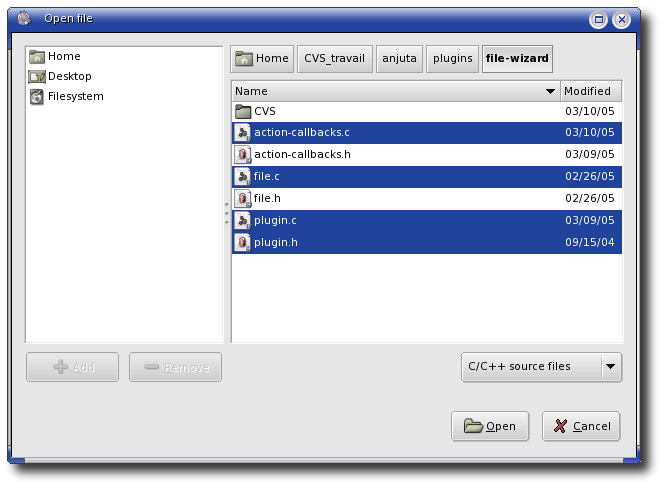 Open file
Home
Desktop
Filesystem
Home CVS_travail anjuta plugins file-wizard
Name Modified
CVS 03/10/05
action-callbacks.c 03/10/05
action-callbacks.h 03/09/05
file.c 02/26/05
file.h 02/26/05
plugin.c 03/09/05
plugin.h 09/15/04
Add Remove C/C++ source files
Open Cancel